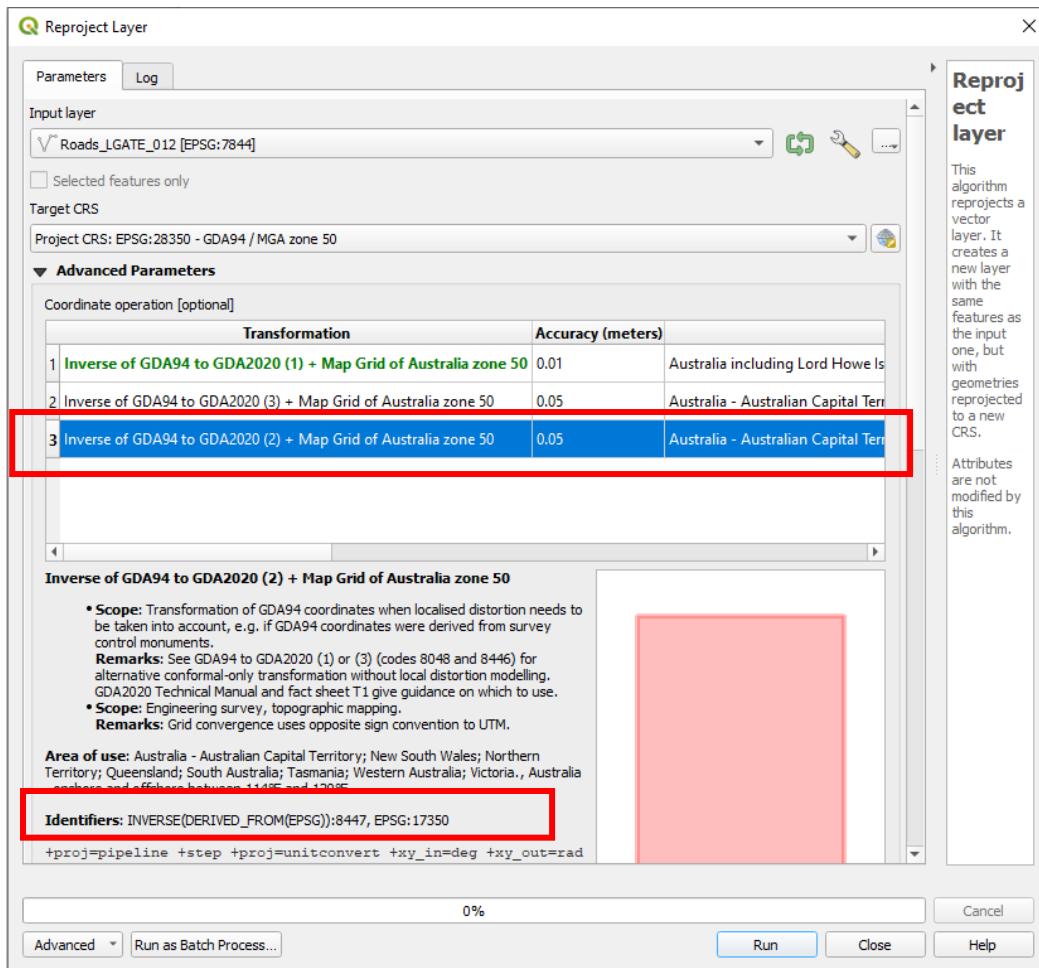 Reproject Layer
Parameters
Log
Input layer
Roads_LGATE_012 [EPSG:7844]
...
Selected features only
Target CRS
Project CRS: EPSG:28350 - GDA94 / MGA zone 50
Advanced Parameters
Coordinate operation [optional]
Transformation Accuracy (meters)
1 Inverse of GDA94 to GDA2020 (1) + Map Grid of Australia zone 50 0.01 Australia including Lord Howe Is
2 Inverse of GDA94 to GDA2020 (3) + Map Grid of Australia zone 50 0.05 Australia - Australian Capital Terr
3 Inverse of GDA94 to GDA2020 (2) + Map Grid of Australia zone 50 0.05 Australia - Australian Capital Terr
Inverse of GDA94 to GDA2020 (2) + Map Grid of Australia zone 50
• Scope: Transformation of GDA94 coordinates when localised distortion needs to
be taken into account, e.g. if GDA94 coordinates were derived from survey
control monuments.
Remarks: See GDA94 to GDA2020 (1) or (3) (codes 8048 and 8446) for
alternative conformal-only transformation without local distortion modelling.
GDA2020 Technical Manual and fact sheet T1 give guidance on which to use.
• Scope: Engineering survey, topographic mapping.
Remarks: Grid convergence uses opposite sign convention to UTM.
Area of use: Australia - Australian Capital Territory; New South Wales; Northern
Territory; Queensland; South Australia; Tasmania; Western Australia; Victoria., Australia
- onshore and offshore between 114°E and 120°E
Identifiers: INVERSE(DERIVED_FROM(EPSG)):8447, EPSG:17350
+proj=pipeline +step +proj=unitconvert +xy_in=deg +xy_out=rad
Reproj
ect
layer
This
algorithm
reprojects a
vector
layer. It
creates a
new layer
with the
same
features as
the input
one, but
with
geometries
reprojected
to a new
CRS.
Attributes
are not
modified by
this
algorithm.
0%
Cancel
Advanced
Run as Batch Process...
Run
Close
Help